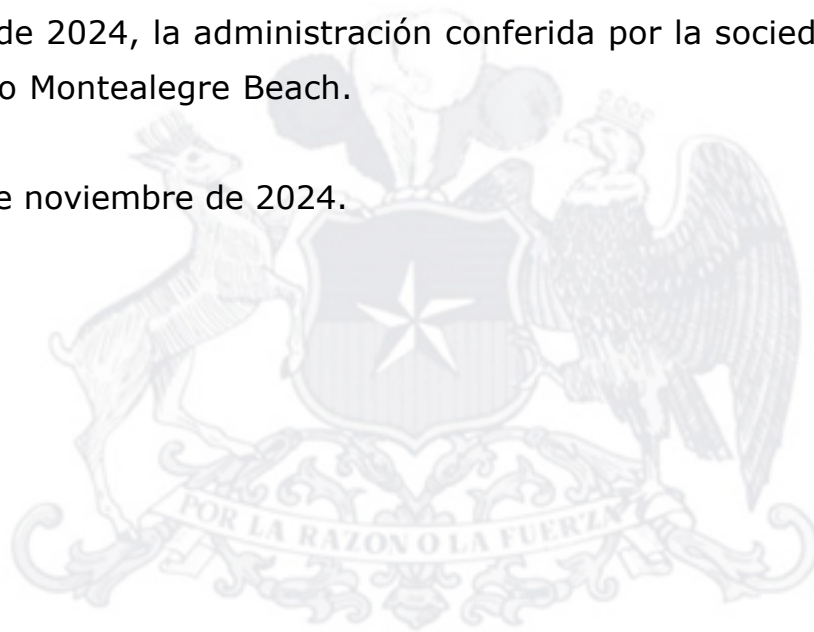 de 2024, la administración conferida por la socied
o Montealegre Beach.
e noviembre de 2024.
POR LA RAZON O LA FUERZA